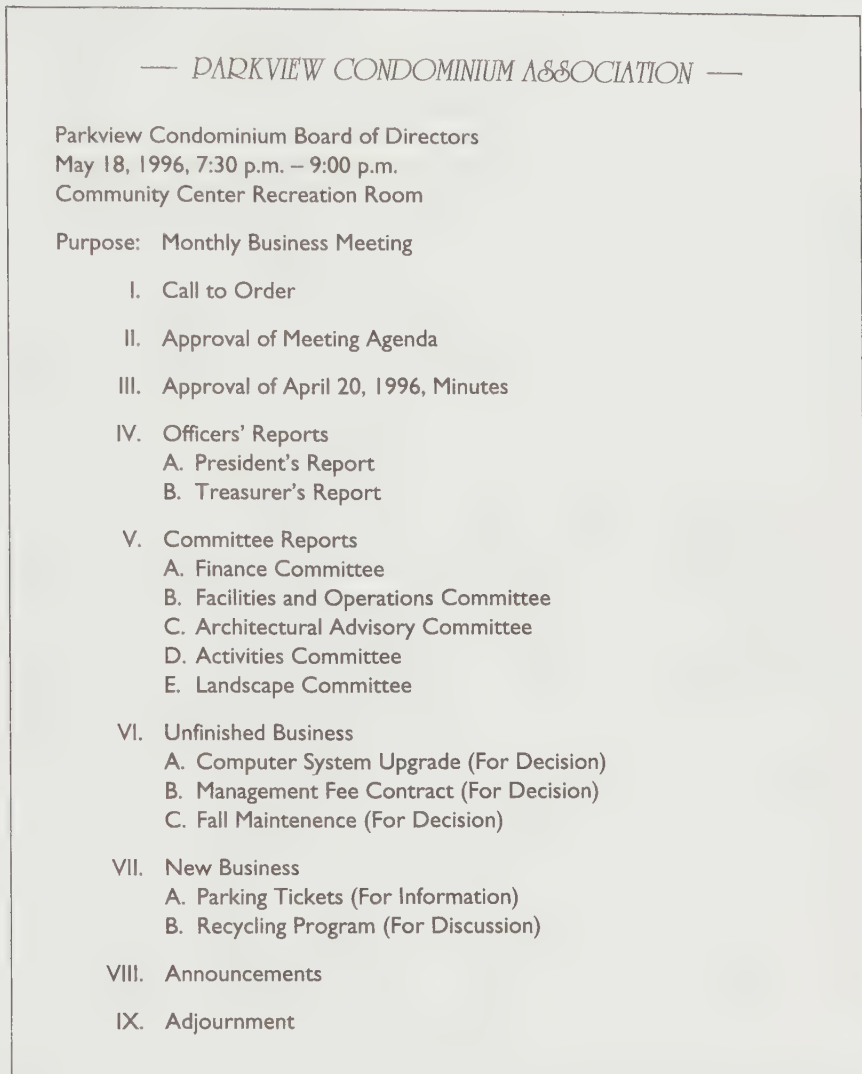 — PARKVIEW CONDOMINIUM ASSOCIATION —
Parkview Condominium Board of Directors
May 18, 1996, 7:30 p.m. – 9:00 p.m.
Community Center Recreation Room
Purpose: Monthly Business Meeting
I. Call to Order
II. Approval of Meeting Agenda
III. Approval of April 20, 1996, Minutes
IV. Officers' Reports
A. President's Report
B. Treasurer's Report
V. Committee Reports
A. Finance Committee
B. Facilities and Operations Committee
C. Architectural Advisory Committee
D. Activities Committee
E. Landscape Committee
VI. Unfinished Business
A. Computer System Upgrade (For Decision)
B. Management Fee Contract (For Decision)
C. Fall Maintenence (For Decision)
VII. New Business
A. Parking Tickets (For Information)
B. Recycling Program (For Discussion)
VIII. Announcements
IX. Adjournment